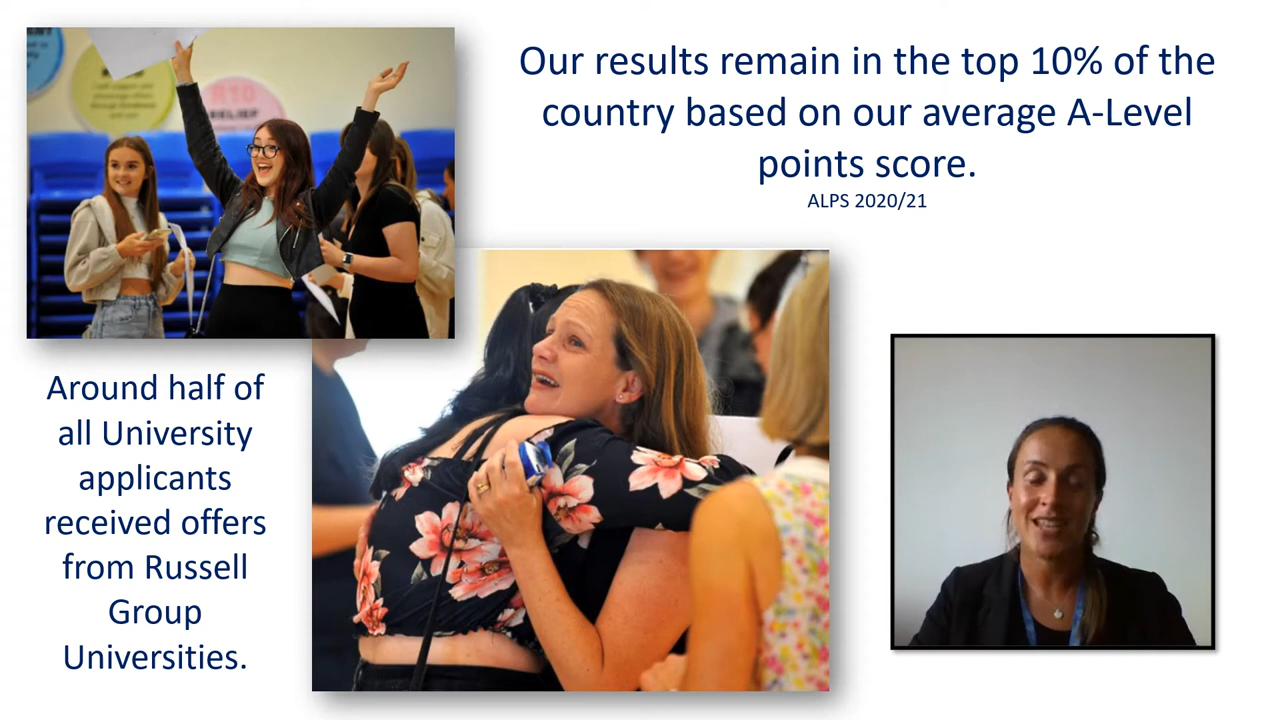 Our results remain in the top 10% of the
country based on our average A-Level
points score.
ALPS 2020/21
RELIEF
Around half of
all University
applicants
received offers
from Russell
Group
Universities.